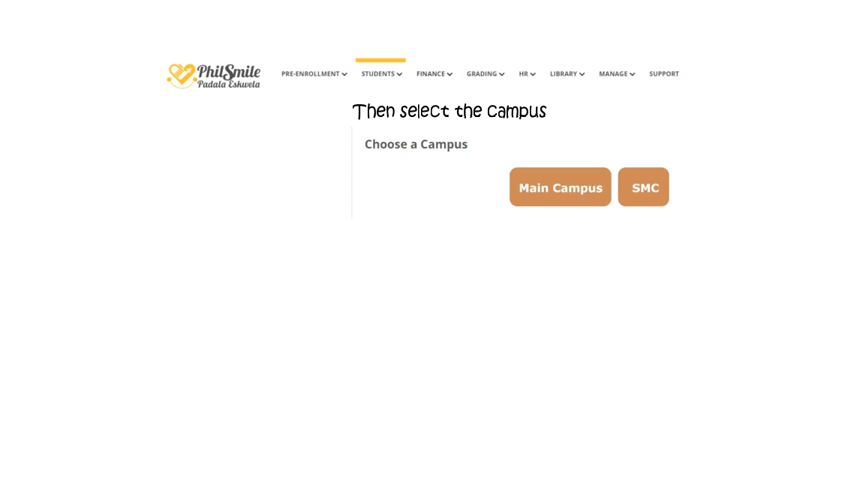 PhilSmile
Padala Eskwela
PRE-ENROLLMENT STUDENTS FINANCE GRADING HR LIBRARY MANAGE SUPPORT
Then select the campus
Choose a Campus
Main Campus SMC